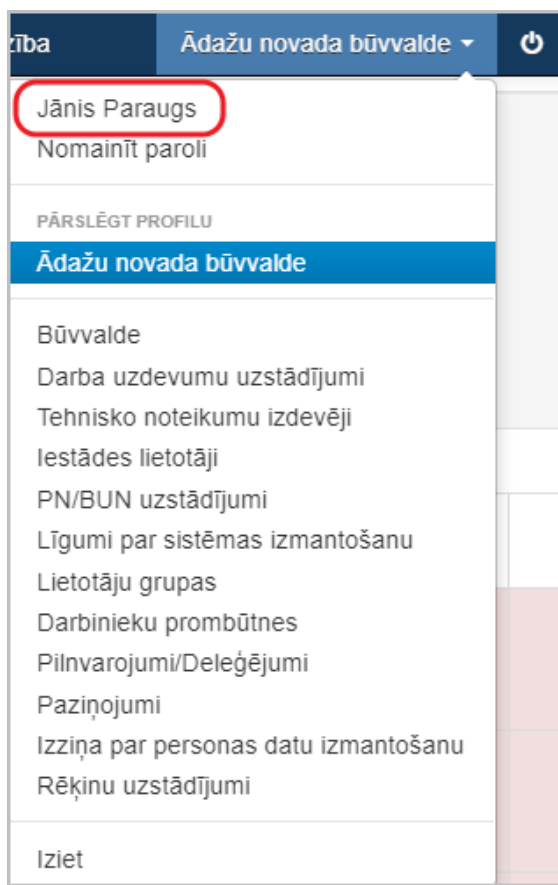 zība
Ādažu novada būvvalde
Jānis Paraugs
Nomainīt paroli
PĀRSLĒGT PROFILU
Ādažu novada būvvalde
Būvvalde
Darba uzdevumu uzstādījumi
Tehnisko noteikumu izdevēji
Iestādes lietotāji
PN/BUN uzstādījumi
Līgumi par sistēmas izmantošanu
Lietotāju grupas
Darbinieku prombūtnes
Pilnvarojumi/Deleģējumi
Paziņojumi
Izziņa par personas datu izmantošanu
Rēķinu uzstādījumi
Iziet